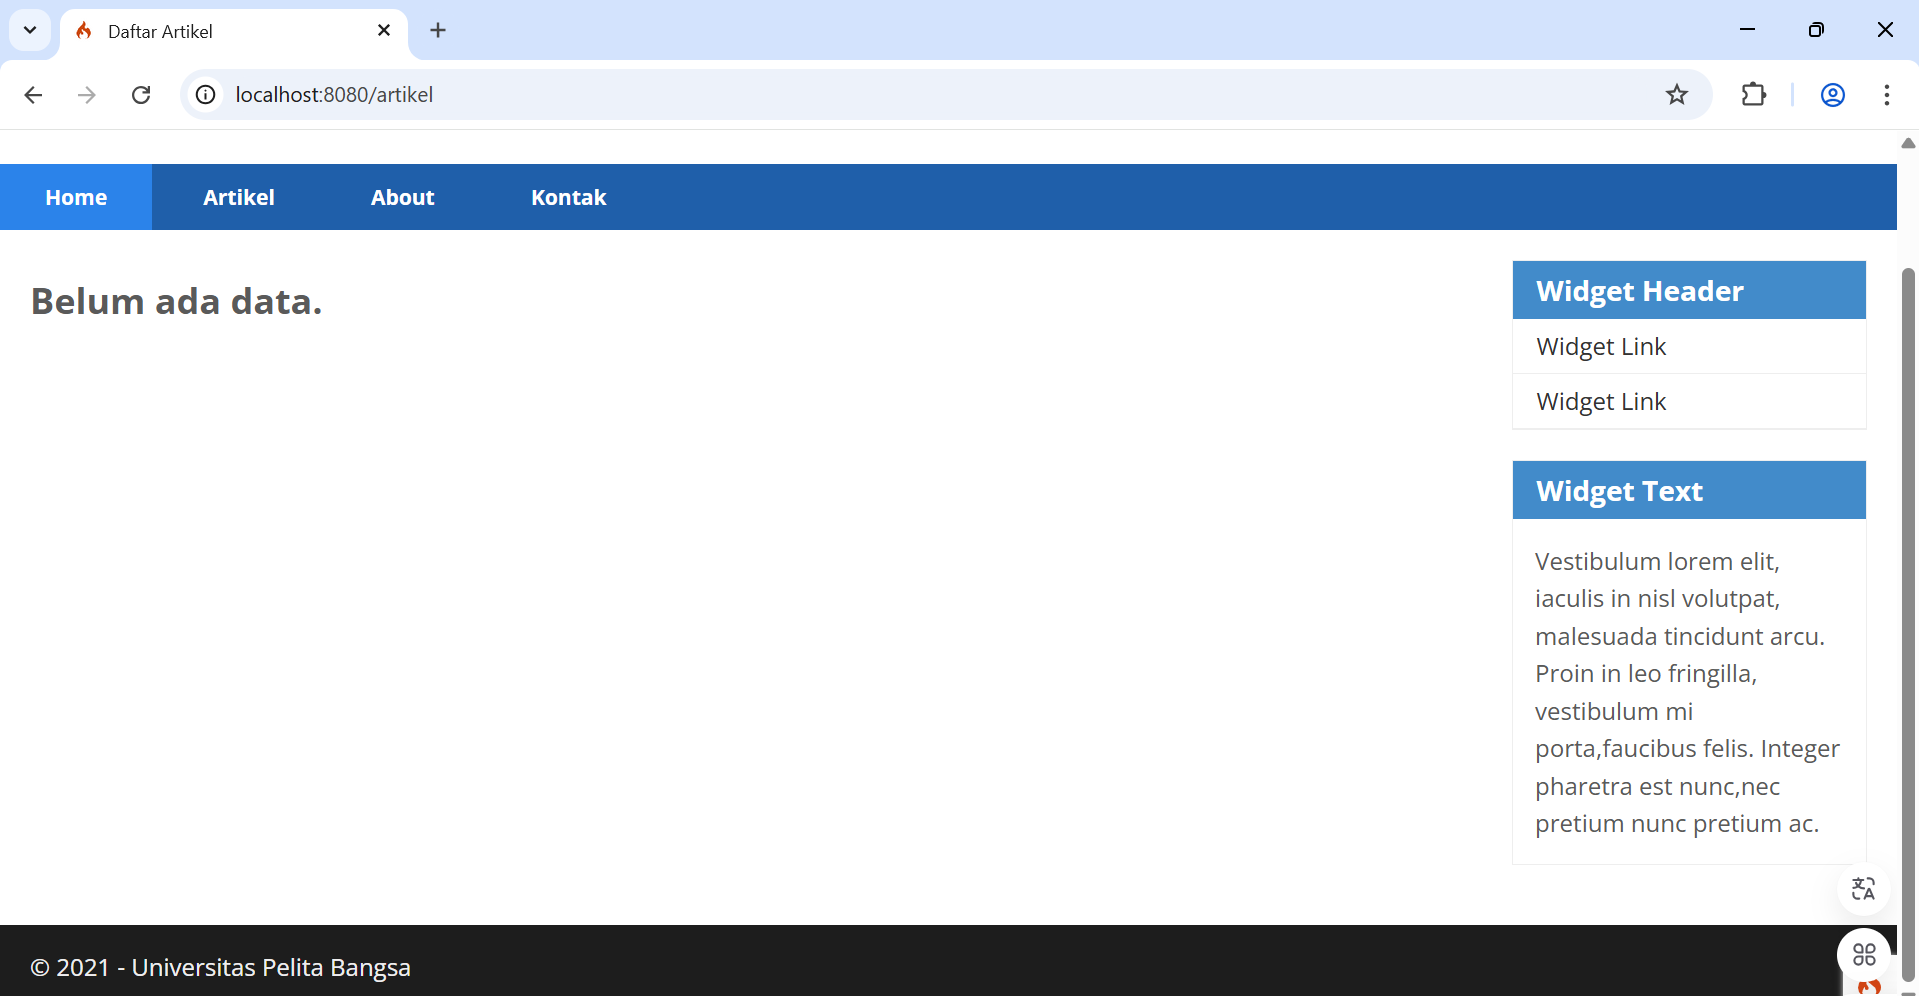 Daftar Artikel
localhost:8080/artikel
Home Artikel About Kontak
Belum ada data.
Widget Header
Widget Link
Widget Link
Widget Text
Vestibulum lorem elit,
iaculis in nisl volutpat,
malesuada tincidunt arcu.
Proin in leo fringilla,
vestibulum mi
porta,faucibus felis. Integer
pharetra est nunc,nec
pretium nunc pretium ac.
© 2021 - Universitas Pelita Bangsa